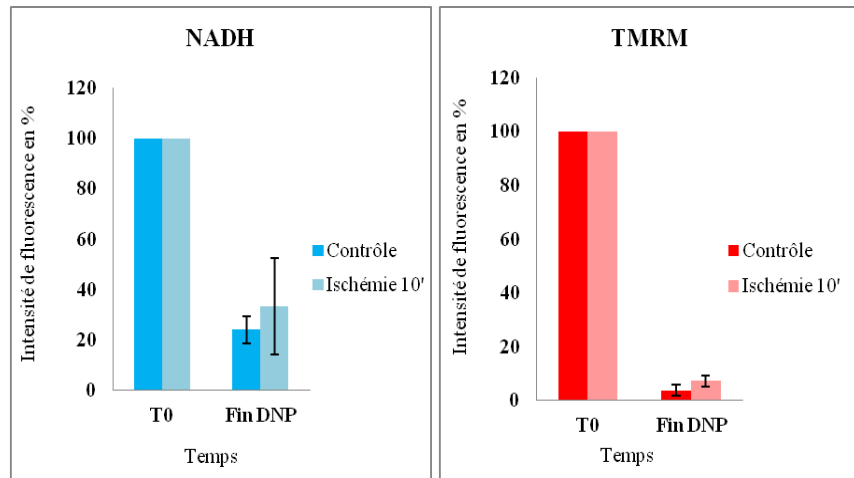 NADH
Intensité de fluorescence en %
120
100
80
60
40
20
0
T0
Fin DNP
Temps
Contrôle
Ischémie 10'
TMRM
Intensité de fluorescence en %
120
100
80
60
40
20
0
T0
Fin DNP
Temps
Contrôle
Ischémie 10'